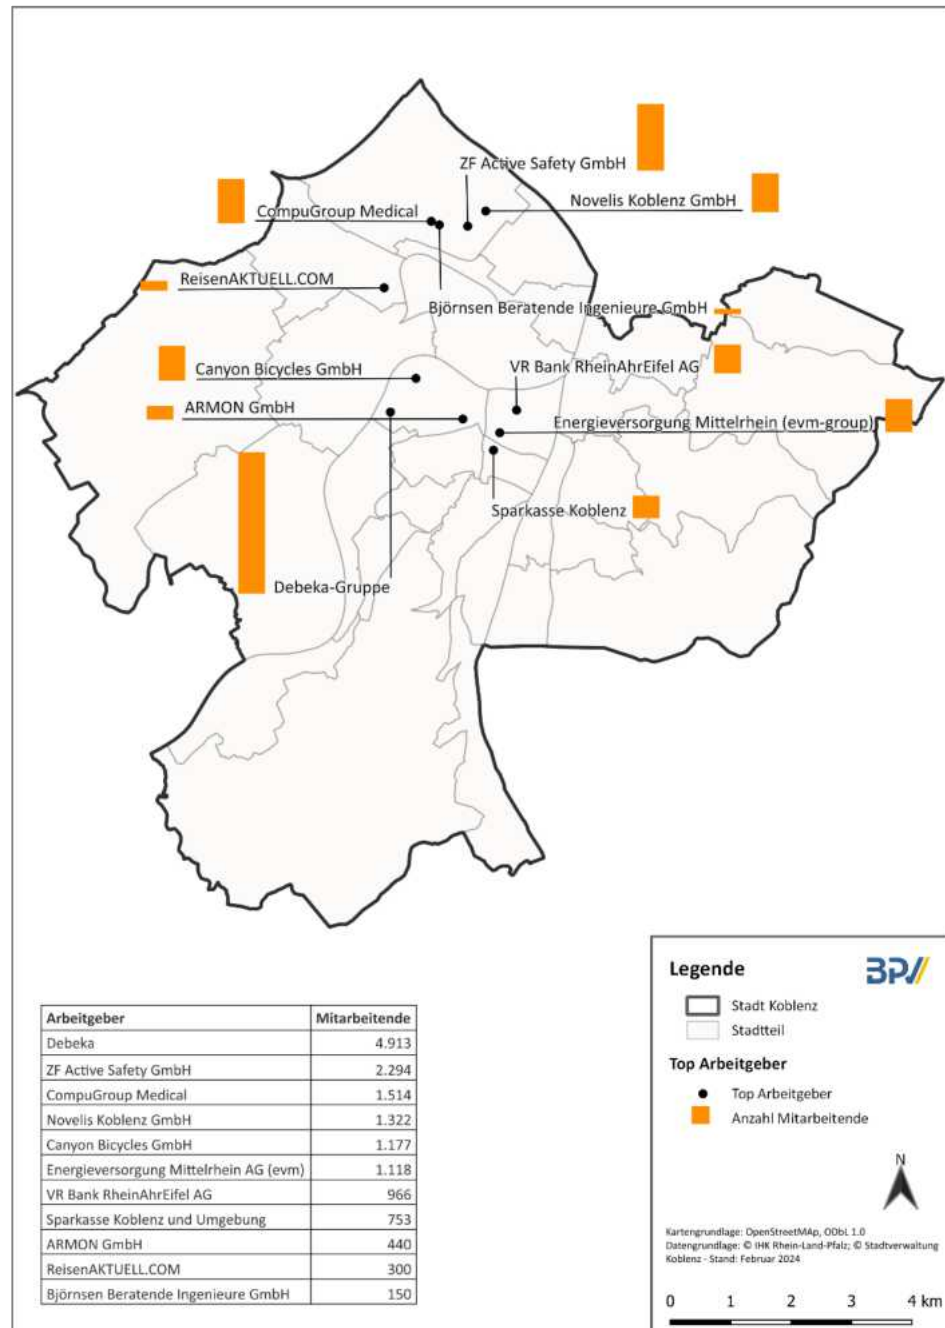 ZF Active Safety GmbH
Novelis Koblenz GmbH
CompuGroup Medical
ReisenAKTUELL.COM
Björnsen Beratende Ingenieure GmbH
VR Bank RheinAhrEifel AG
Canyon Bicycles GmbH
ARMON GmbH
Energieversorgung Mittelrhein (evm-group)
Sparkasse Koblenz
Debeka-Gruppe
Arbeitgeber Mitarbeitende
Debeka 4.913
ZF Active Safety GmbH 2.294
CompuGroup Medical 1.514
Novelis Koblenz GmbH 1.322
Canyon Bicycles GmbH 1.177
Energieversorgung Mittelrhein AG (evm) 1.118
VR Bank RheinAhrEifel AG 966
Sparkasse Koblenz und Umgebung 753
ARMON GmbH 440
ReisenAKTUELL.COM 300
Björnsen Beratende Ingenieure GmbH 150
Legende
BPV
Stadt Koblenz
Stadtteil
Top Arbeitgeber
Top Arbeitgeber
Anzahl Mitarbeitende
N
Kartengrundlage: OpenStreetMAp, ODbL 1.0
Datengrundlage: © IHK Rhein-Land-Pfalz; © Stadtverwaltung
Koblenz - Stand: Februar 2024
0 1 2 3 4 km